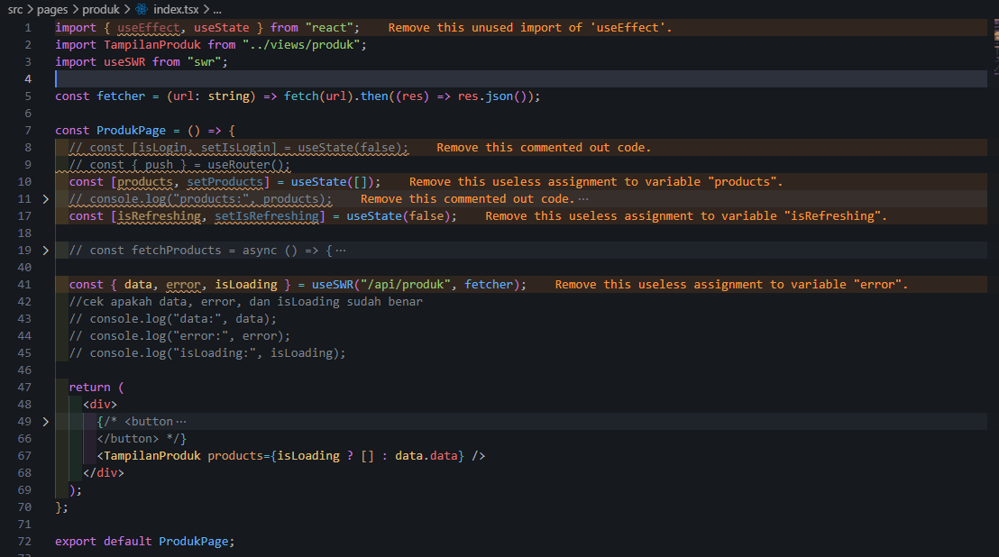 src > pages > produk > index.tsx > ...
1 import { useEffect, useState } from "react"; Remove this unused import of 'useEffect'.
2 import TampilanProduk from "../views/produk";
3 import useSWR from "swr";
4
5 const fetcher = (url: string) => fetch(url).then((res) => res.json());
6
7 const ProdukPage = () => {
8 // const [isLogin, setIsLogin] = useState(false); Remove this commented out code.
9 // const { push } = useRouter();
10 const [products, setProducts] = useState([]); Remove this useless assignment to variable "products".
11 // console.log("products:", products); Remove this commented out code. ⋯
17 const [isRefreshing, setIsRefreshing] = useState(false); Remove this useless assignment to variable "isRefreshing".
18
19 // const fetchProducts = async () => { ⋯
40
41 const { data, error, isLoading } = useSWR("/api/produk", fetcher); Remove this useless assignment to variable "error".
42 //cek apakah data, error, dan isLoading sudah benar
43 // console.log("data:", data);
44 // console.log("error:", error);
45 // console.log("isLoading:", isLoading);
46
47 return (
48 <div>
49 {/* <button ⋯
66 </button> */}
67 <TampilanProduk products={isLoading ? [] : data.data} />
68 </div>
69 );
70 };
71
72 export default ProdukPage;
73